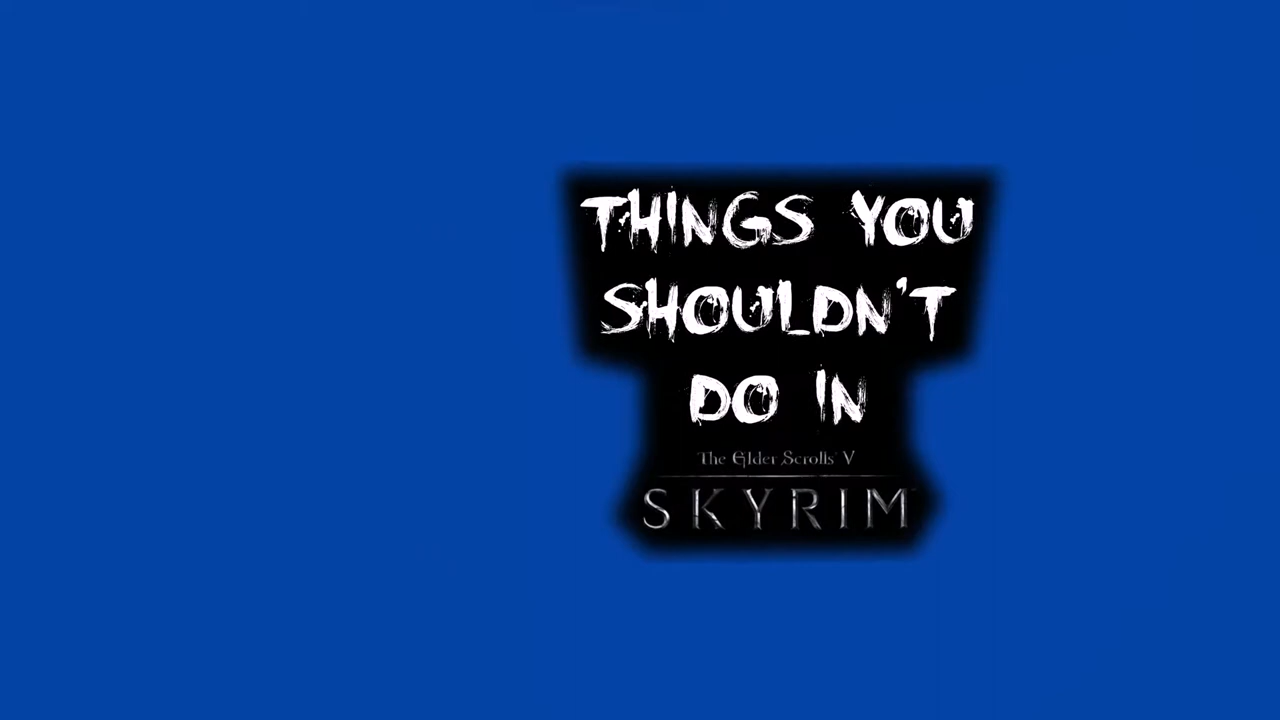 THINGS YOU
SHOULDN'T
DO IN
The Elder Scrolls V
SKYRIM